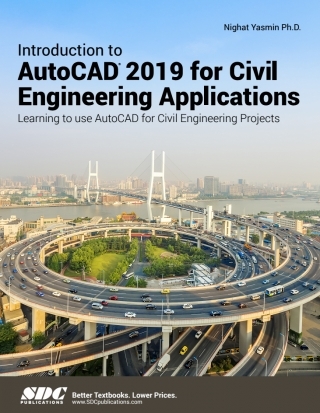 Nighat Yasmin Ph.D.
Introduction to
AutoCAD® 2019 for Civil
Engineering Applications
Learning to use AutoCAD for Civil Engineering Projects
SDC
PUBLICATIONS
Better Textbooks. Lower Prices.
www.SDCpublications.com